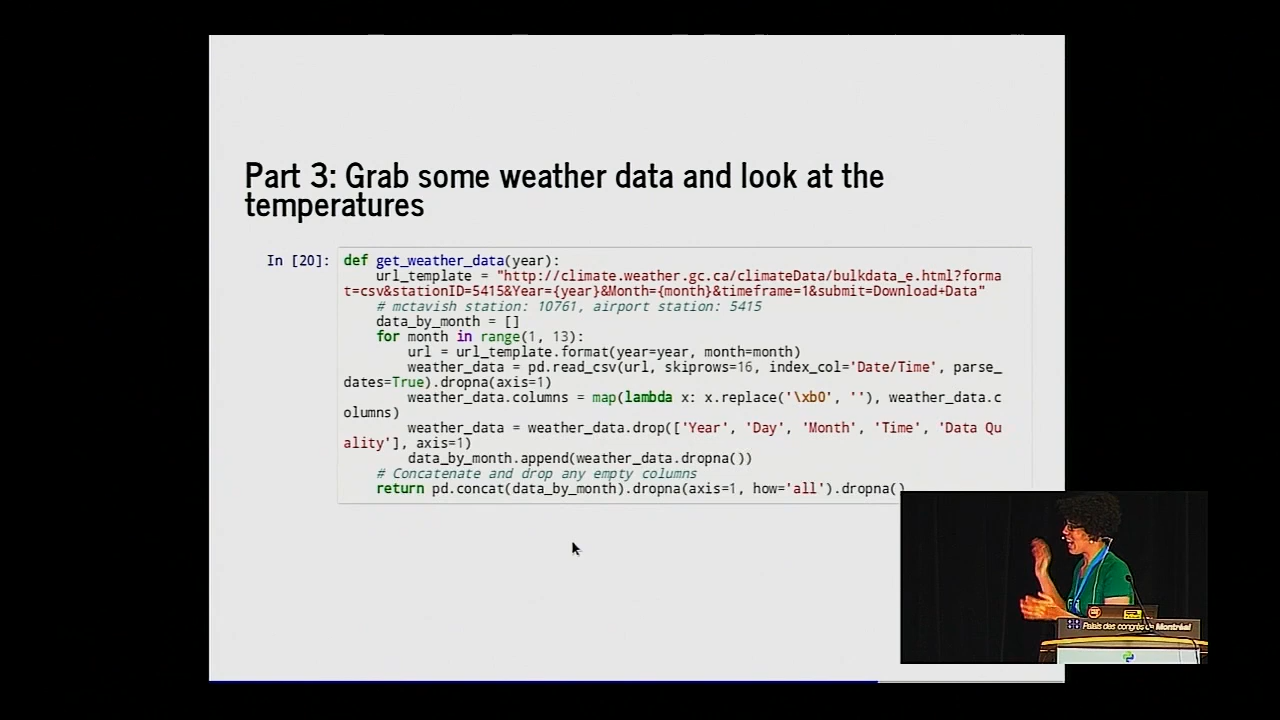 Part 3: Grab some weather data and look at the
temperatures
In [20]:
def get_weather_data(year):
    url_template = "http://climate.weather.gc.ca/climateData/bulkdata_e.html?forma
t=csv&stationID=5415&Year={year}&Month={month}&timeframe=1&submit=Download+Data"
    # mctavish station: 10761, airport station: 5415
    data_by_month = []
    for month in range(1, 13):
        url = url_template.format(year=year, month=month)
        weather_data = pd.read_csv(url, skiprows=16, index_col='Date/Time', parse_
dates=True).dropna(axis=1)
        weather_data.columns = map(lambda x: x.replace('\xb0', ''), weather_data.c
olumns)
        weather_data = weather_data.drop(['Year', 'Day', 'Month', 'Time', 'Data Qu
ality'], axis=1)
        data_by_month.append(weather_data.dropna())
    # Concatenate and drop any empty columns
    return pd.concat(data_by_month).dropna(axis=1, how='all').dropna()
Palais des congrès de Montréal